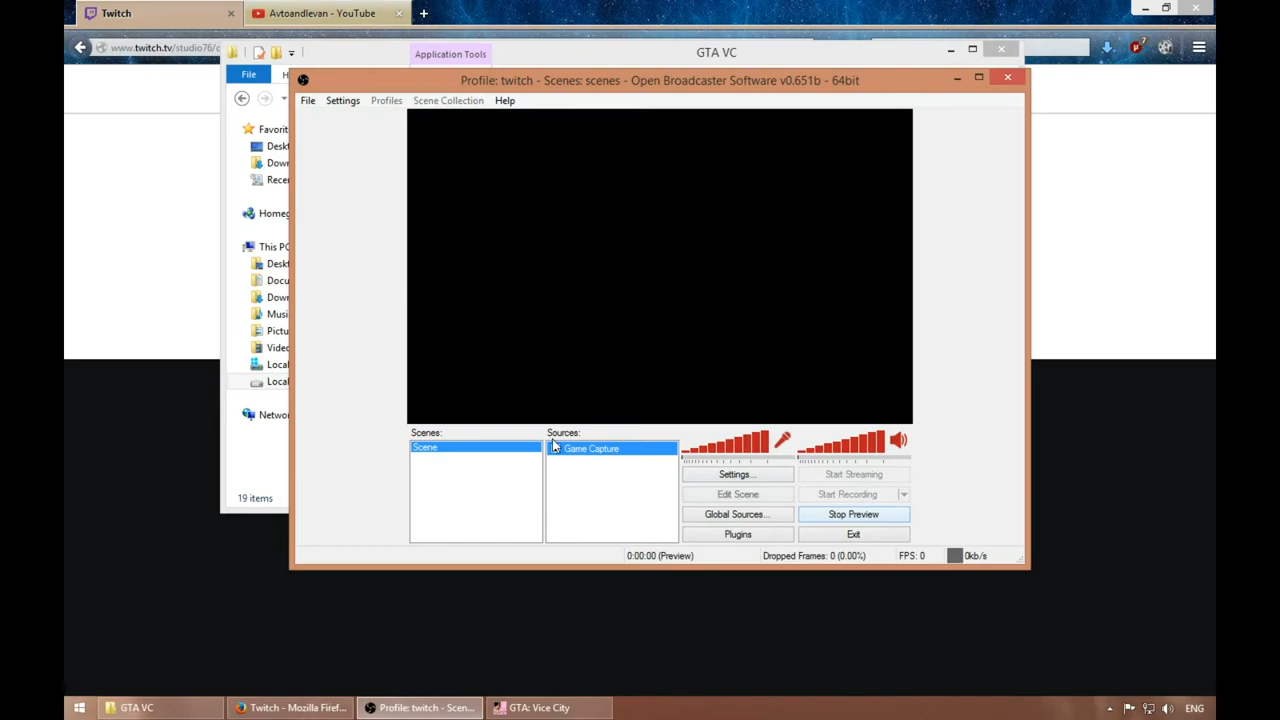 Twitch
Avtoandlevan - YouTube
www.twitch.tv/studio76/c
Application Tools
GTA VC
File
H
Profile: twitch - Scenes: scenes - Open Broadcaster Software v0.651b - 64bit
File Settings Profiles Scene Collection Help
Favorit
Deskt
Down
Recen
Homeg
This PC
Deskt
Docu
Down
Music
Pictu
Video
Local
Local
Networ
19 items
Scenes:
Scene
Sources:
Game Capture
Settings...
Start Streaming
Edit Scene
Start Recording
Global Sources...
Stop Preview
Plugins
Exit
0:00:00 (Preview)
Dropped Frames: 0 (0.00%)
FPS: 0
0kb/s
GTA VC
Twitch - Mozilla Firef...
Profile: twitch - Scen...
GTA: Vice City
ENG